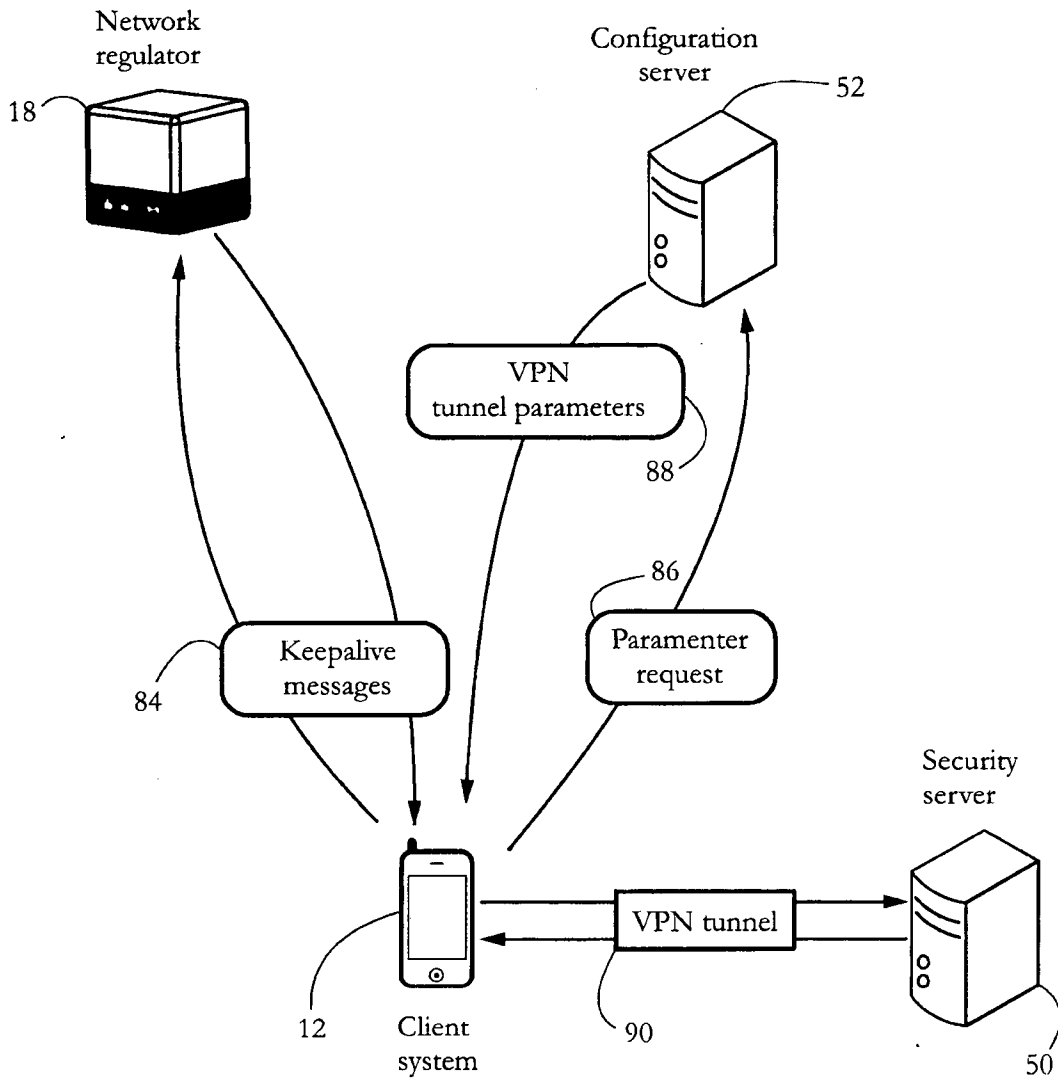 Network
regulator
18
Configuration
server
52
VPN
tunnel parameters
88
86
Keepalive
messages
84
Paramenter
request
Security
server
VPN tunnel
12
Client
system
90
50